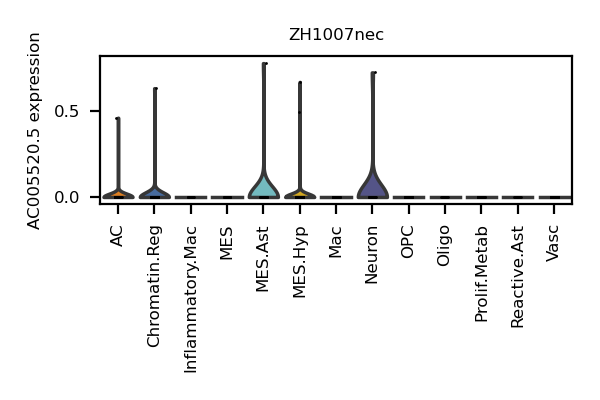 ZH1007nec
AC005520.5 expression
0.5
0.0
AC
Chromatin.Reg
Inflammatory.Mac
MES
MES.Ast
MES.Hyp
Mac
Neuron
OPC
Oligo
Prolif.Metab
Reactive.Ast
Vasc